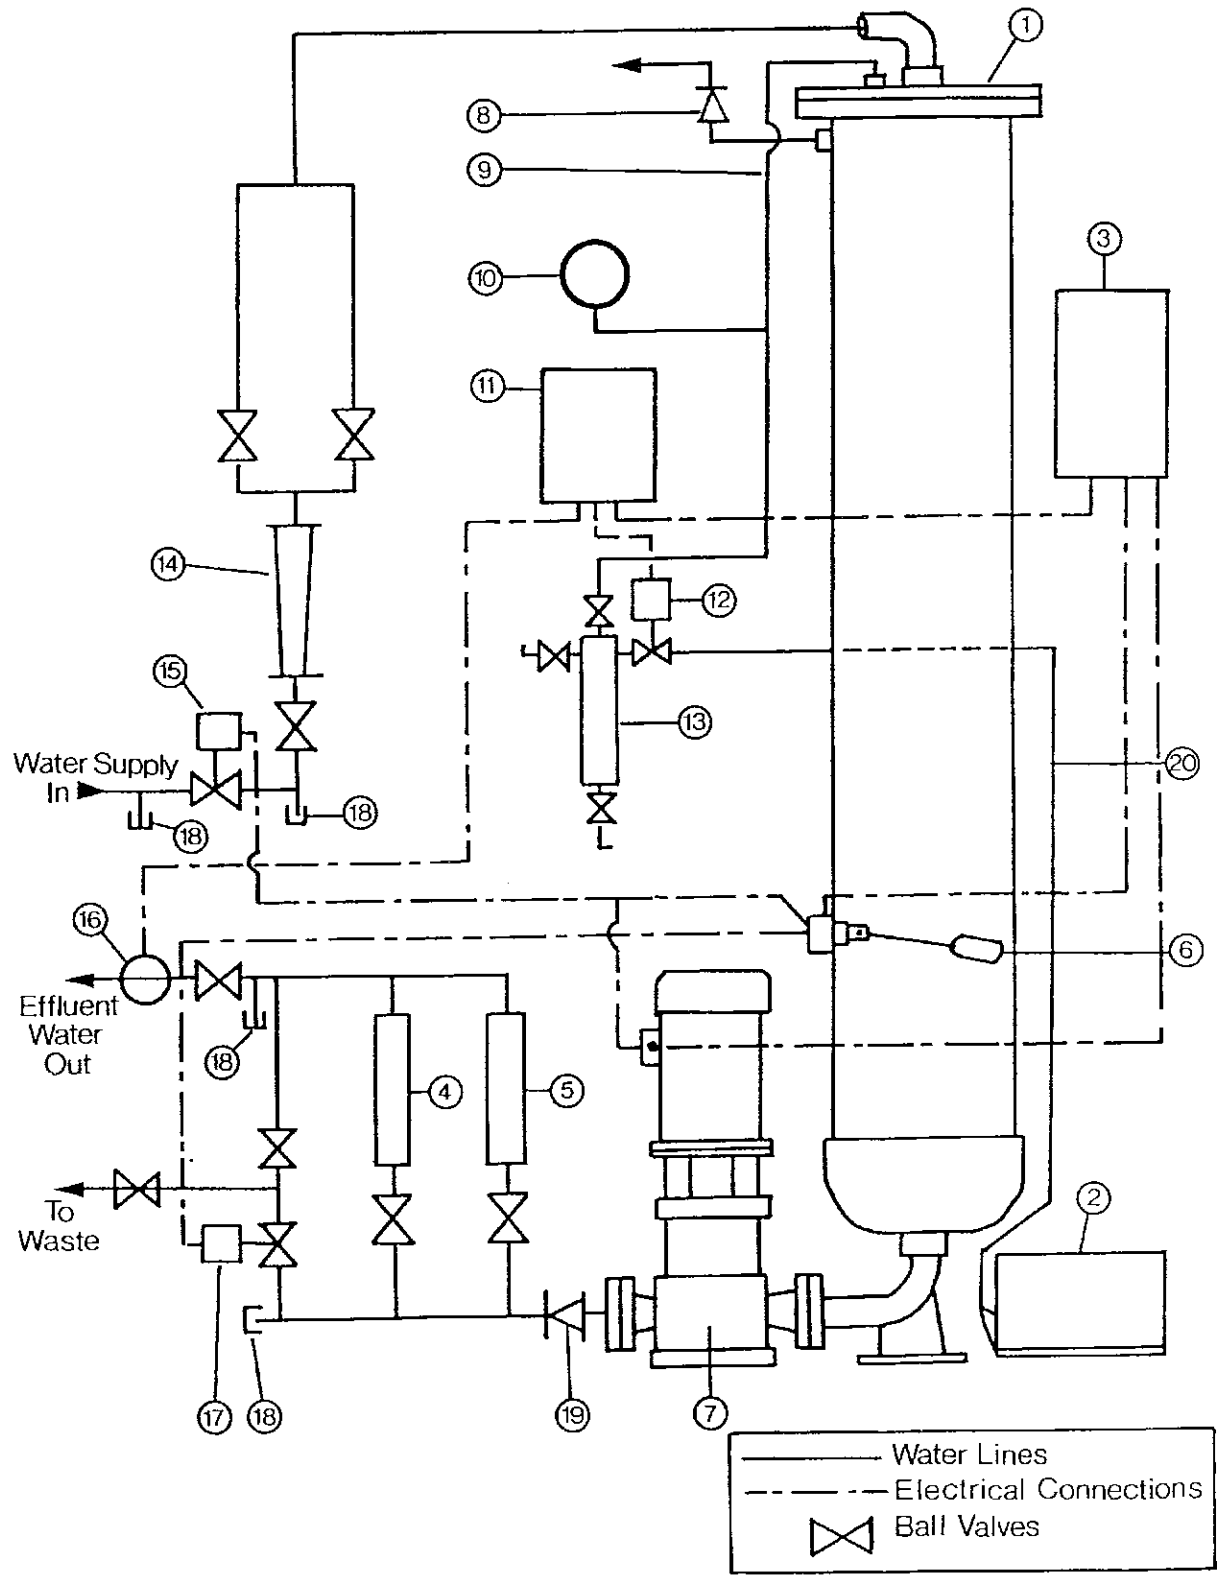 1
8
9
3
10
11
14
12
15
13
Water Supply
In
20
18
18
16
6
Effluent
Water
Out
18
4
5
To
Waste
2
17
18
19
7
Water Lines
Electrical Connections
Ball Valves